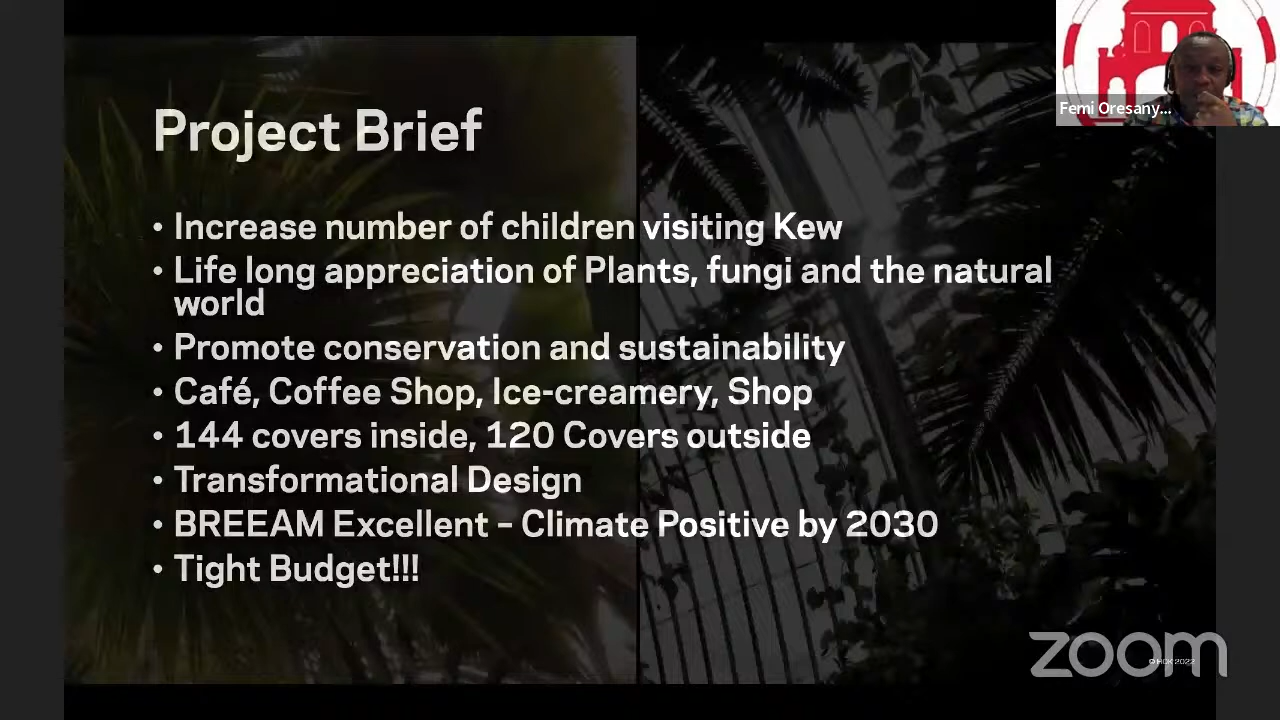 Femi Oresany...
Project Brief
• Increase number of children visiting Kew
• Life long appreciation of Plants, fungi and the natural
world
• Promote conservation and sustainability
• Café, Coffee Shop, Ice-creamery, Shop
• 144 covers inside, 120 Covers outside
• Transformational Design
• BREEAM Excellent – Climate Positive by 2030
• Tight Budget!!!
zoom
© HCK 2022